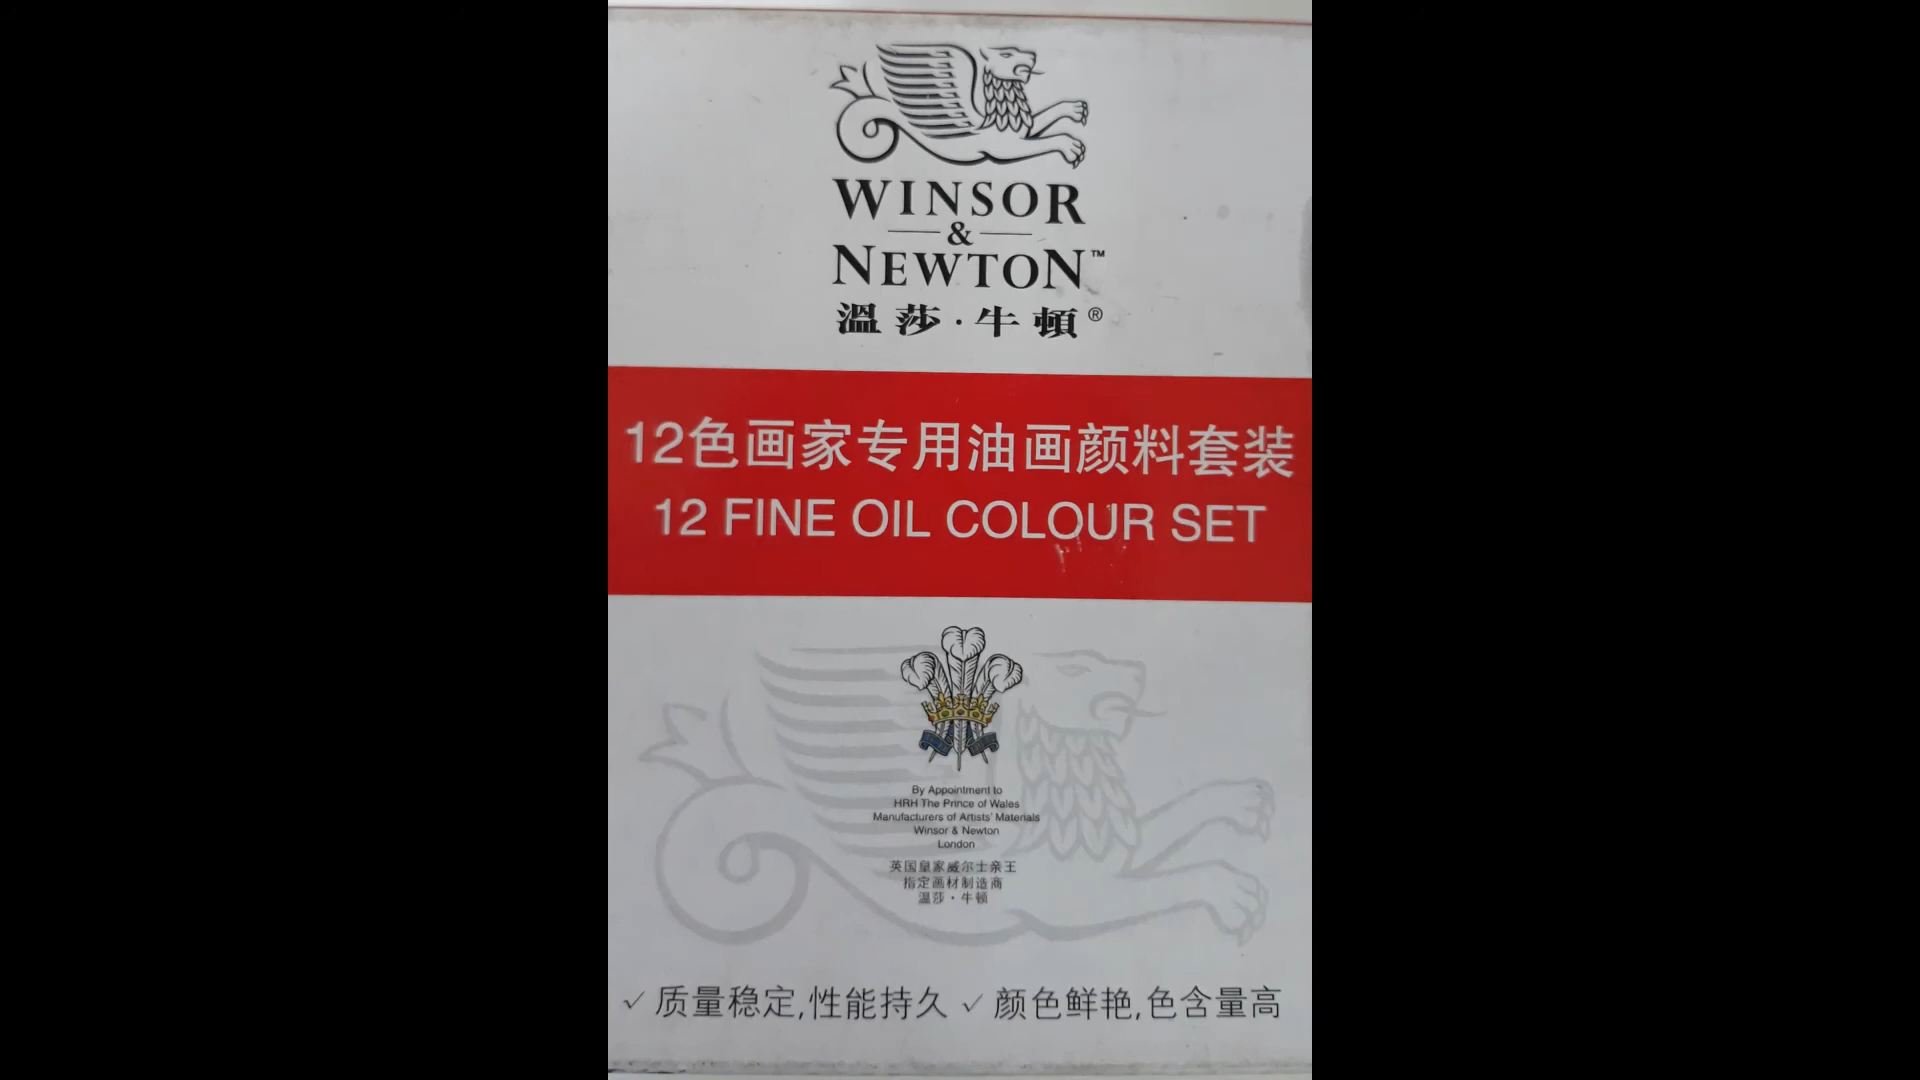 WINSOR
&
NEWTON™
溫莎·牛頓®
12色画家专用油画颜料套装
12 FINE OIL COLOUR SET
By Appointment to
HRH The Prince of Wales
Manufacturers of Artists' Materials
Winsor & Newton
London
英国皇家威尔士亲王
指定画材制造商
温莎·牛顿
✓质量稳定,性能持久 ✓颜色鲜艳,色含量高